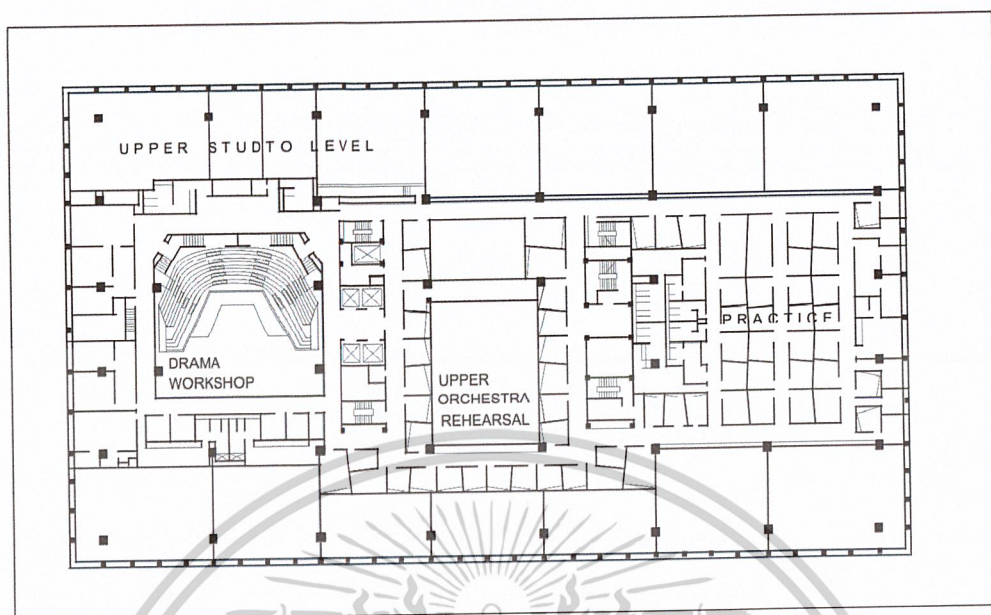 UPPER STUDTO LEVEL
PRACTICE
DRAMA
WORKSHOP
UPPER
ORCHESTRA
REHEARSAL